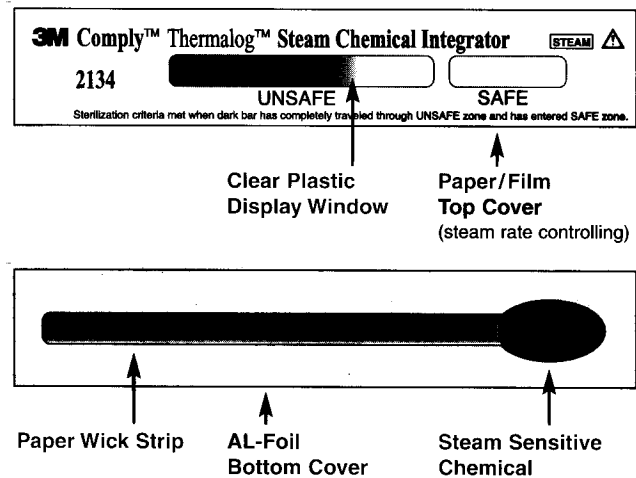 3M Comply™ Thermalog™ Steam Chemical Integrator STEAM
2134
UNSAFE SAFE
Sterilization criteria met when dark bar has completely traveled through UNSAFE zone and has entered SAFE zone.
Clear Plastic
Display Window
Paper/Film
Top Cover
(steam rate controlling)
Paper Wick Strip
AL-Foil
Bottom Cover
Steam Sensitive
Chemical